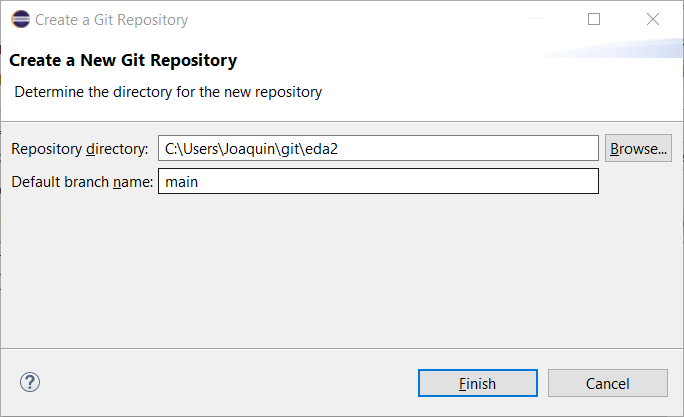 Create a Git Repository
Create a New Git Repository
Determine the directory for the new repository
Repository directory: C:\Users\Joaquin\git\eda2 Browse...
Default branch name: main
? Finish Cancel